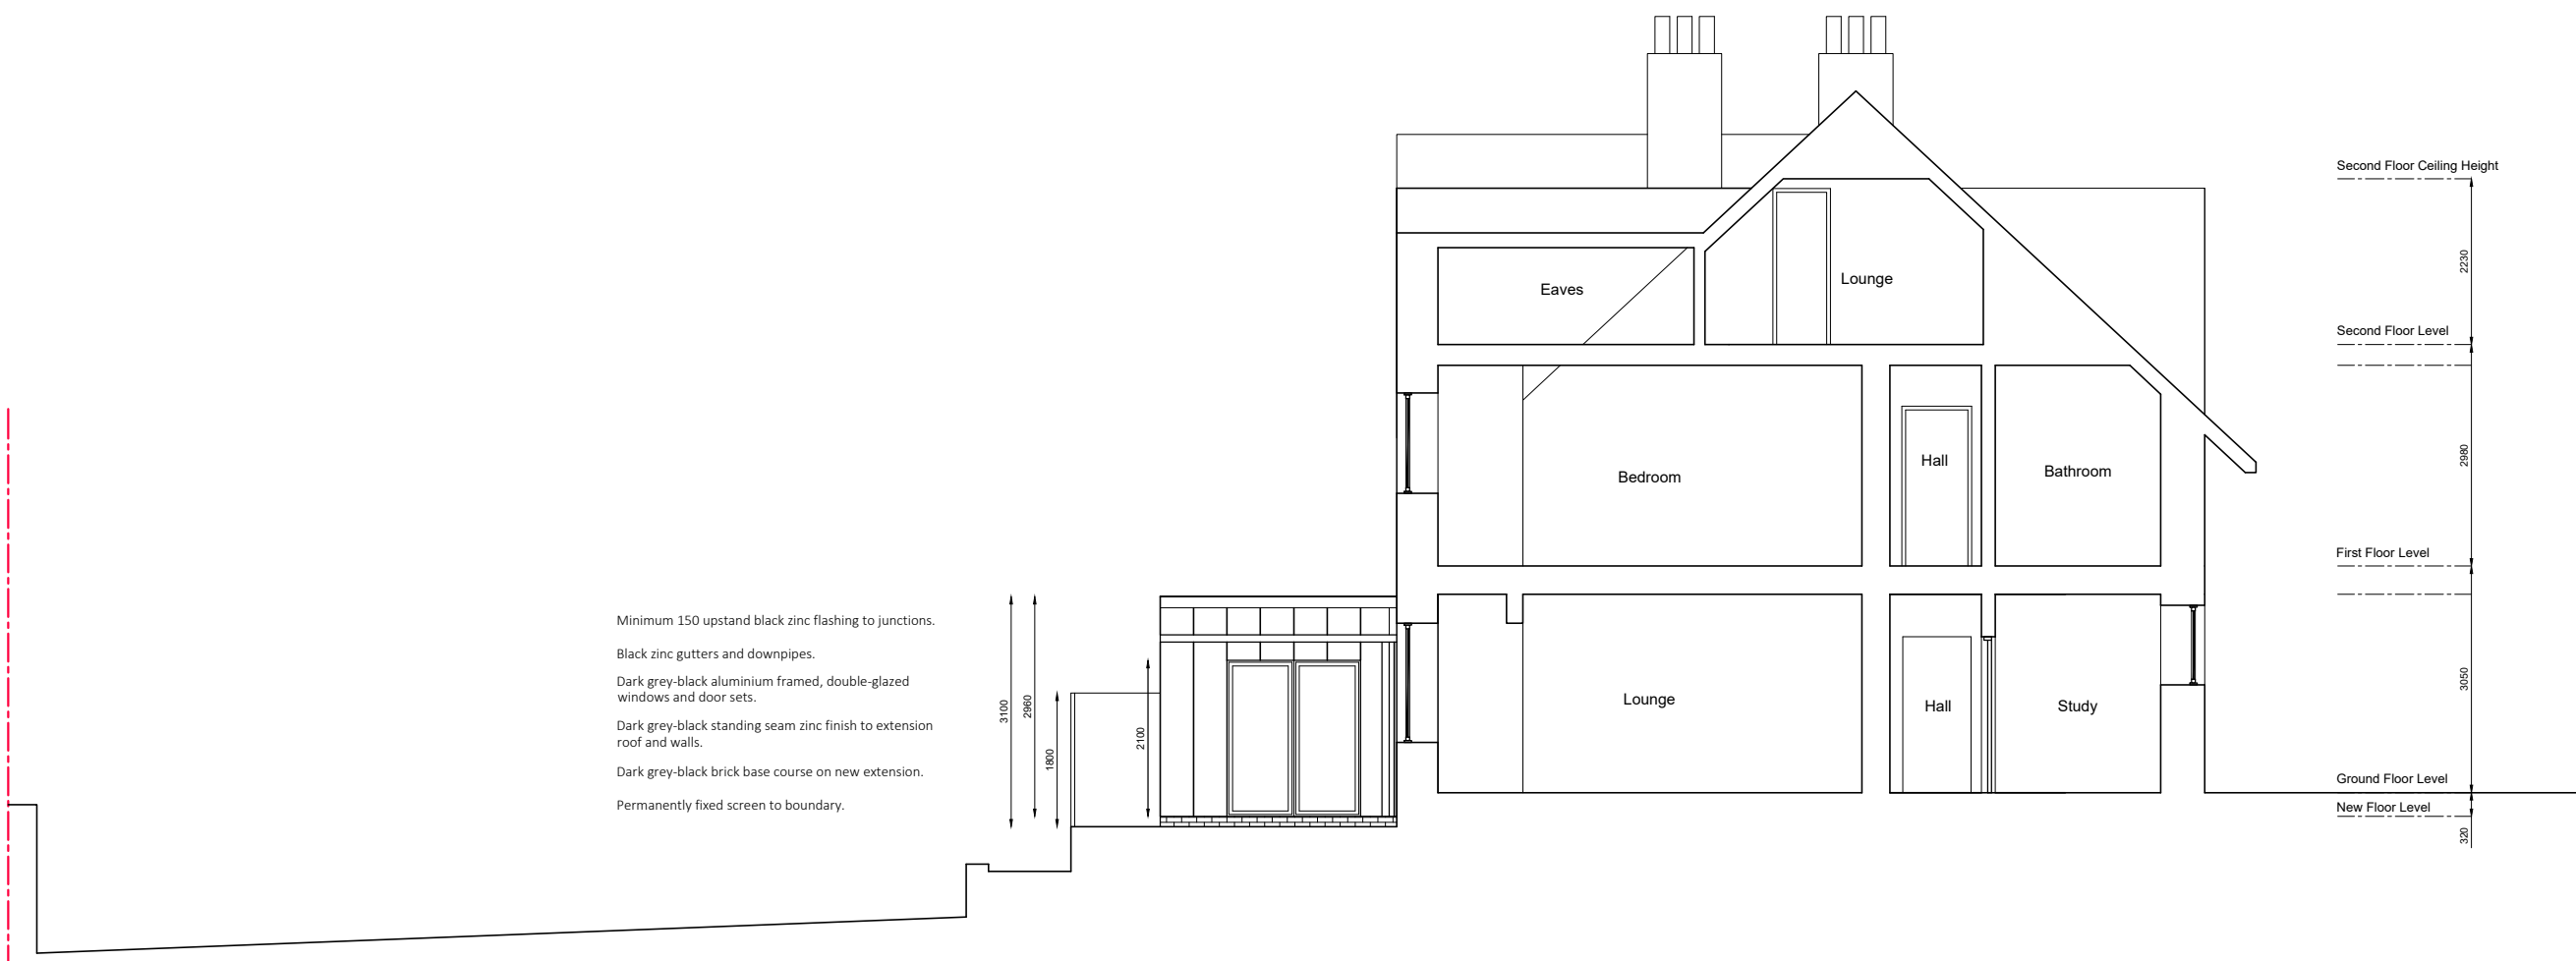 Second Floor Ceiling Height
2230
Lounge
Eaves
Second Floor Level
2980
Hall
Bathroom
Bedroom
First Floor Level
Minimum 150 upstand black zinc flashing to junctions.
Black zinc gutters and downpipes.
Dark grey-black aluminium framed, double-glazed
windows and door sets.
Dark grey-black standing seam zinc finish to extension
roof and walls.
Dark grey-black brick base course on new extension.
Permanently fixed screen to boundary.
3100
2960
1800
2100
Lounge
Hall
Study
3050
Ground Floor Level
New Floor Level
320